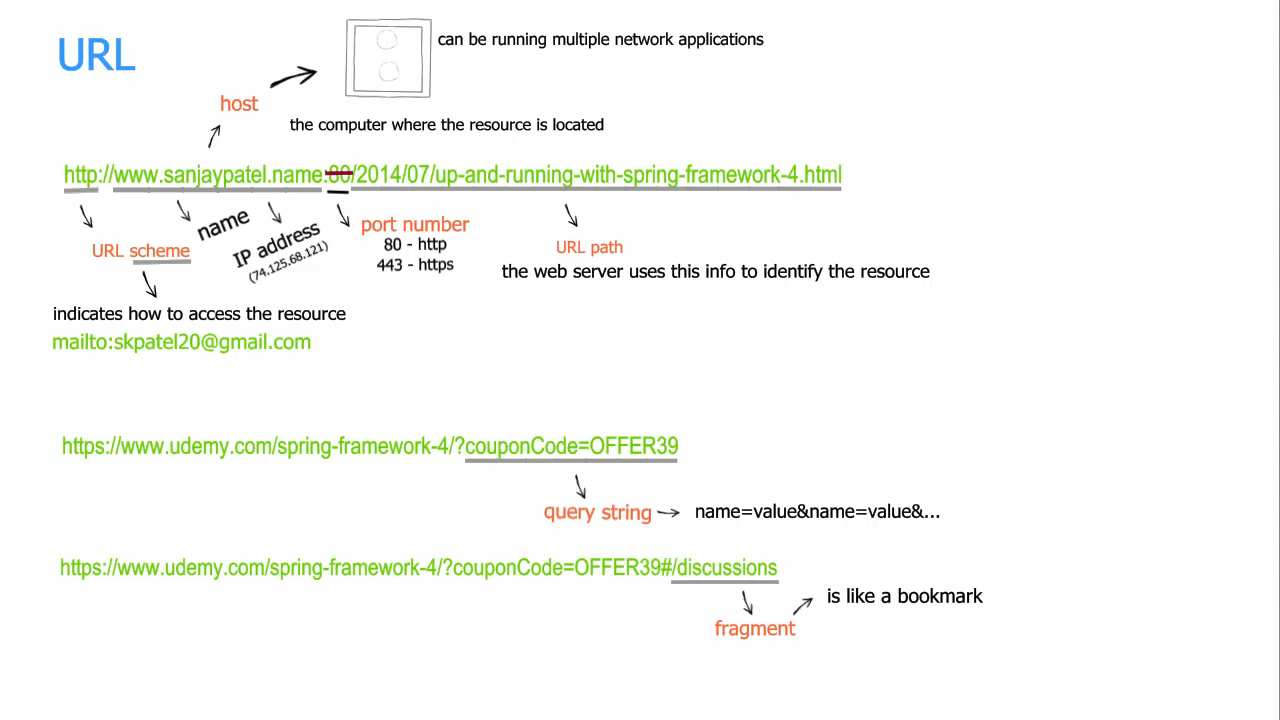 URL
can be running multiple network applications
host
the computer where the resource is located
http://www.sanjaypatel.name:80/2014/07/up-and-running-with-spring-framework-4.html
name
IP address
(74.125.68.121)
port number
80 - http
443 - https
URL scheme
URL path
the web server uses this info to identify the resource
indicates how to access the resource
mailto:skpatel20@gmail.com
https://www.udemy.com/spring-framework-4/?couponCode=OFFER39
query string
name=value&name=value&...
https://www.udemy.com/spring-framework-4/?couponCode=OFFER39#/discussions
is like a bookmark
fragment